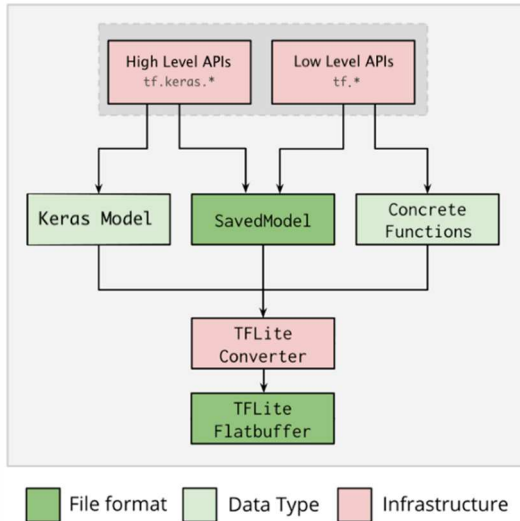 High Level APIs
tf.keras.*
Low Level APIs
tf.*
Keras Model
SavedModel
Concrete
Functions
TFLite
Converter
TFLite
Flatbuffer
File format
Data Type
Infrastructure